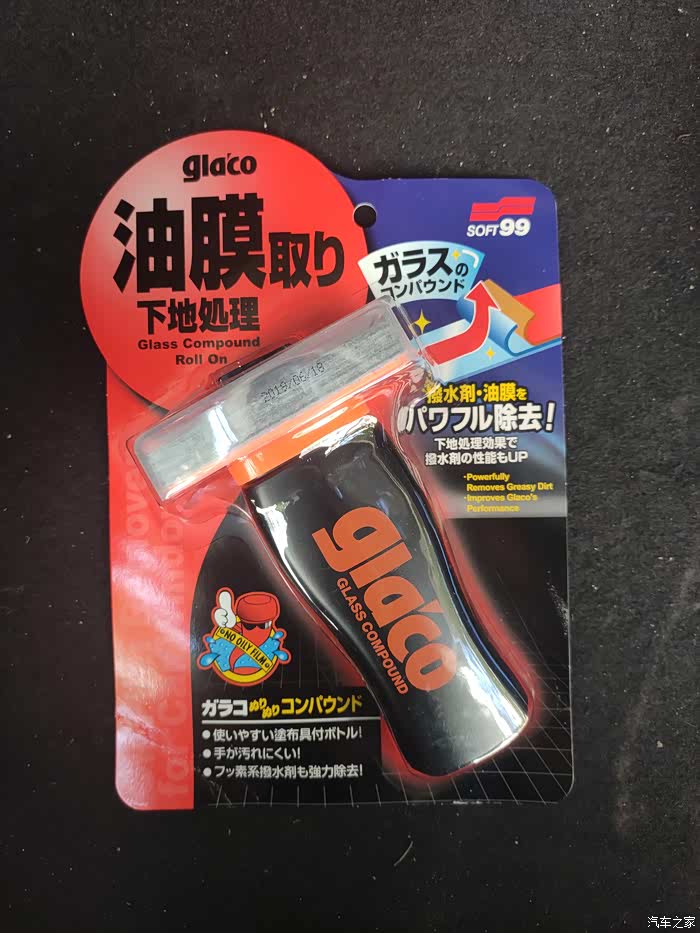 glaco
油膜取り
下地処理
Glass Compound
Roll On
SOFT99
ガラスの
コンパウンド
2019/06/18
撥水剤・油膜を
パワフル除去!
下地処理効果で
撥水剤の性能もUP
・Powerfully
Removes Greasy Dirt
・Improves Glaco's
Performance
glaco
GLASS COMPOUND
NO OILY FILM
ガラコぬりぬりコンパウンド
●使いやすい塗布具付ボトル!
●手が汚れにくい!
●フッ素系撥水剤も強力除去!
汽车之家